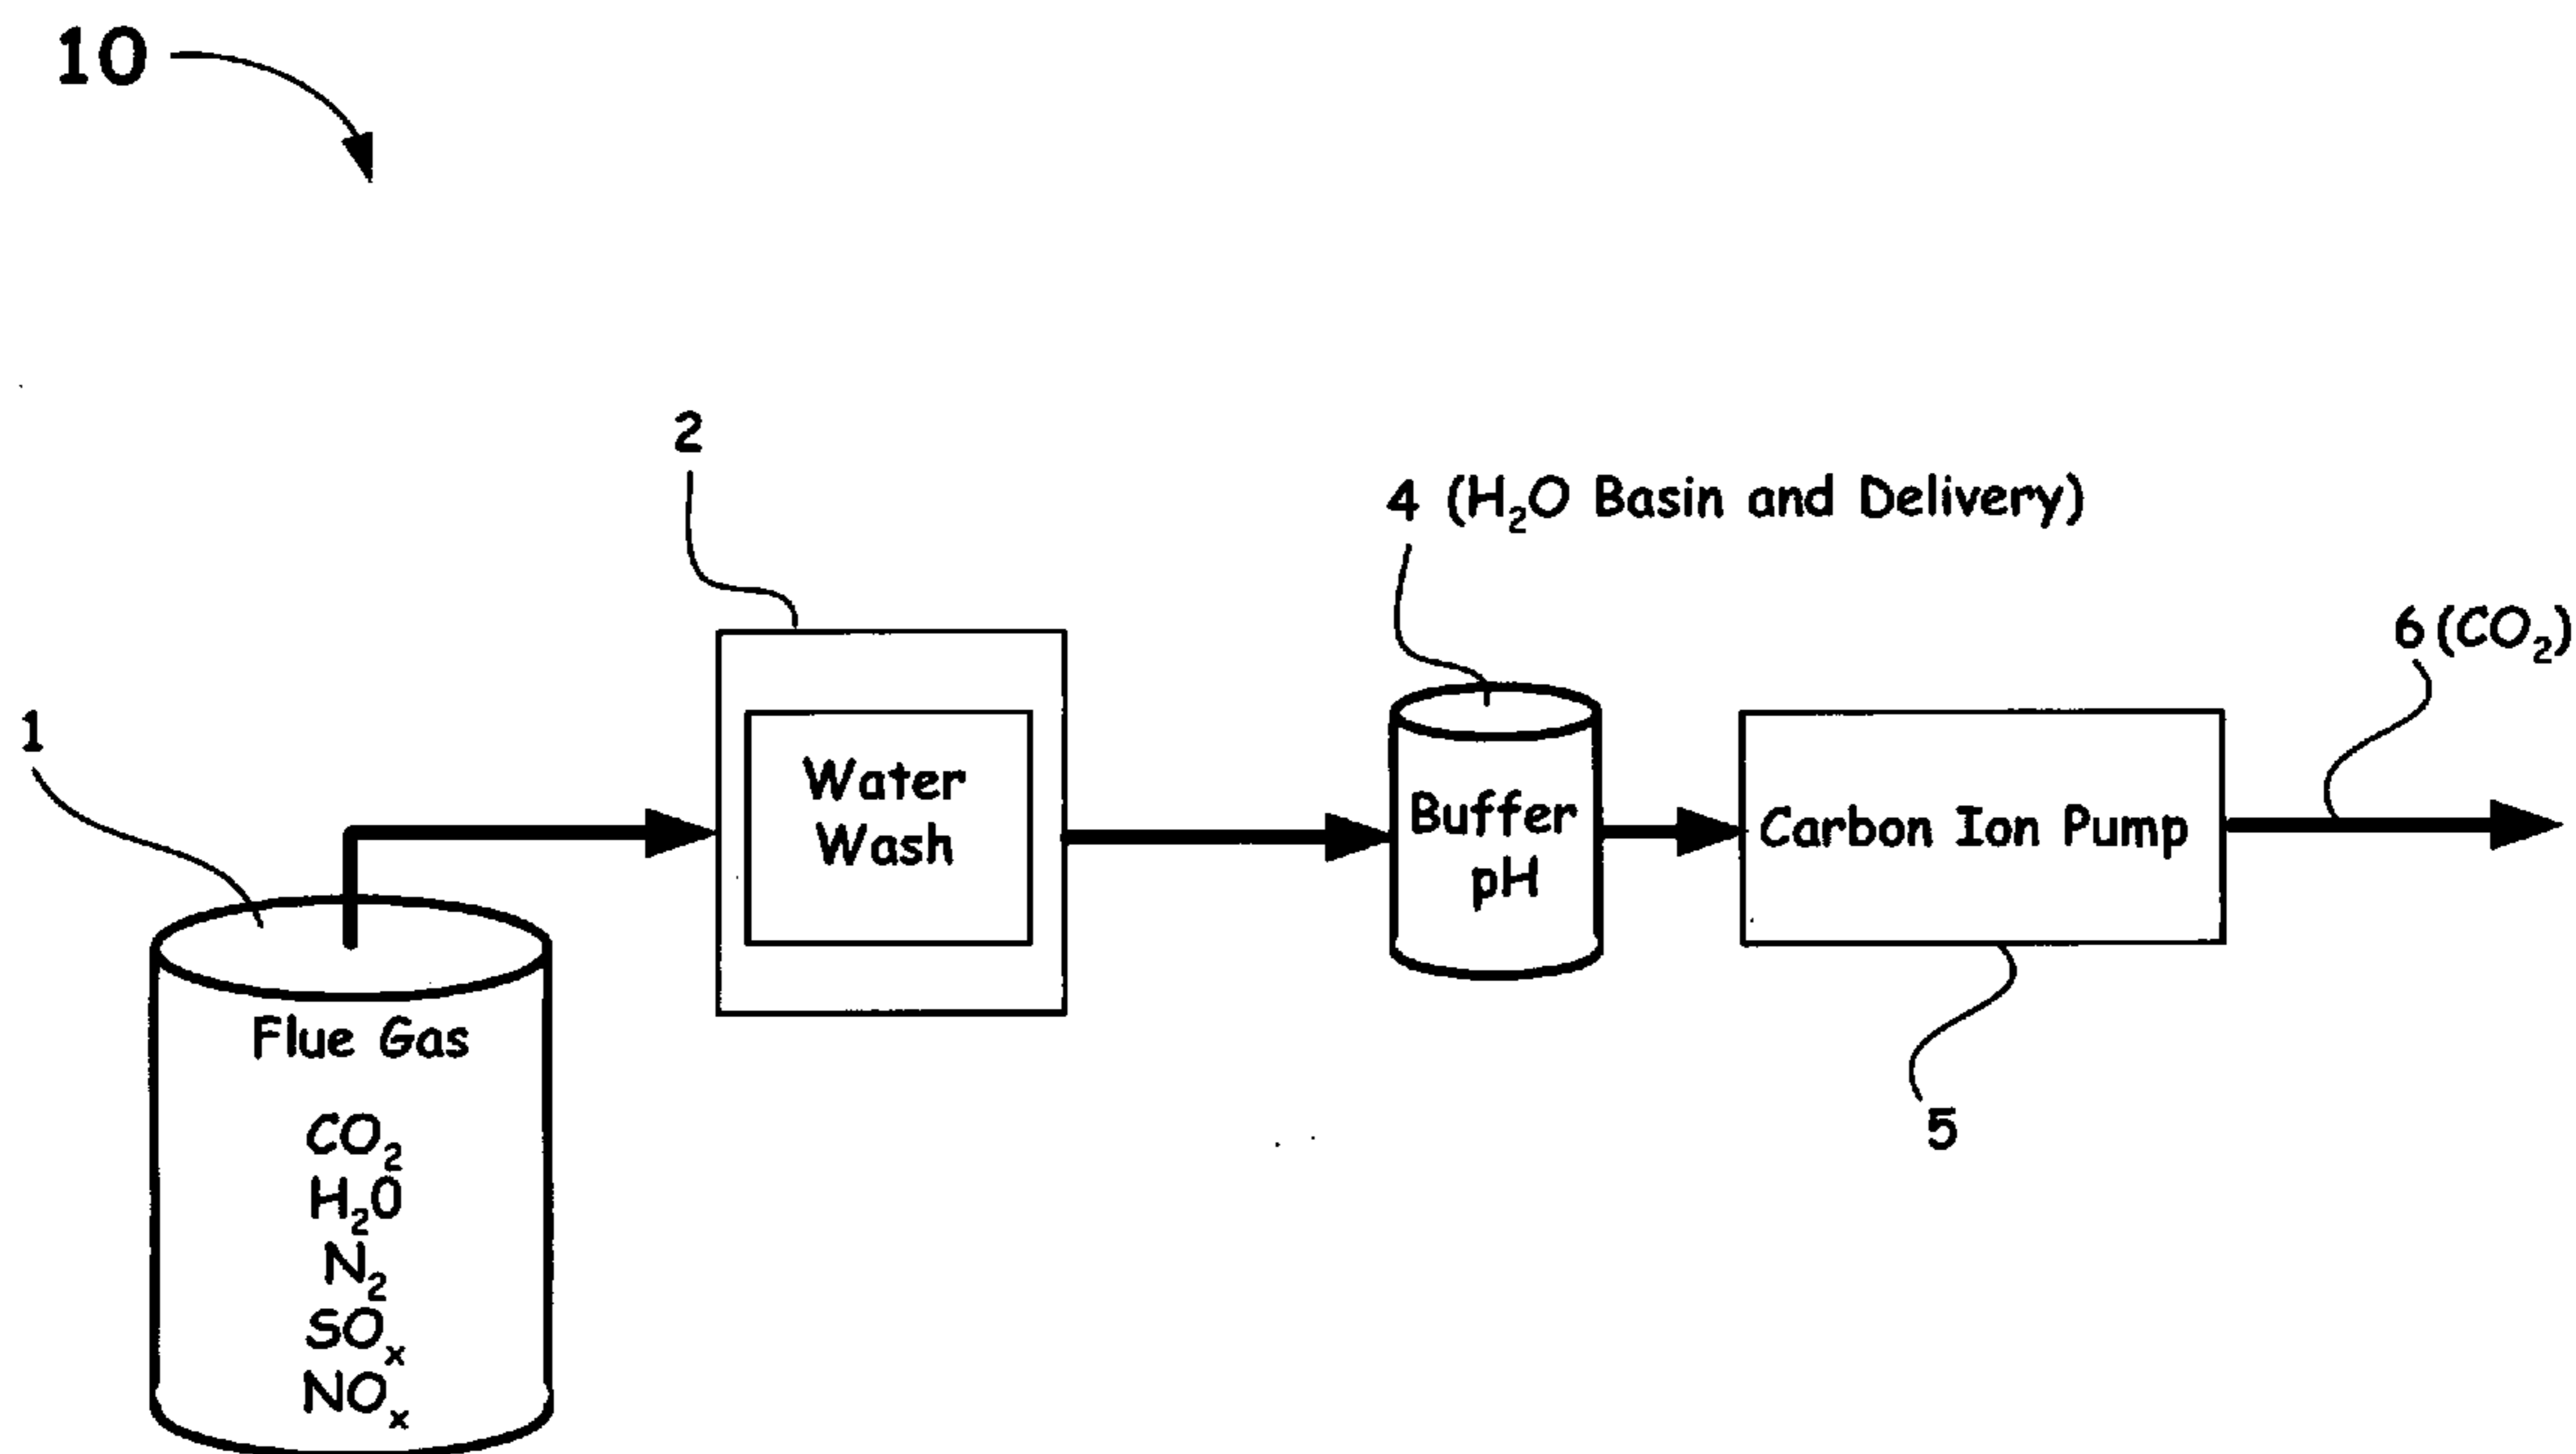 10
2
4 (H₂O Basin and Delivery)
6 (CO₂)
1
Water
Wash
Buffer
pH
Carbon Ion Pump
5
Flue Gas
CO₂
H₂O
N₂
SOₓ
NOₓ